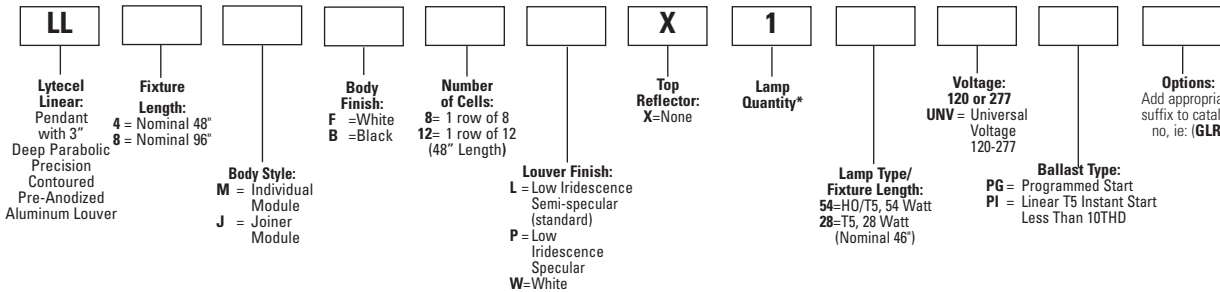 LL
X
1
Lytecel
Linear:
Pendant
with 3"
Deep Parabolic
Precision
Contoured
Pre-Anodized
Aluminum Louver
Fixture
Length:
4 = Nominal 48"
8 = Nominal 96"
Body Style:
M = Individual
Module
J = Joiner
Module
Body
Finish:
F =White
B =Black
Number
of Cells:
8= 1 row of 8
12= 1 row of 12
(48" Length)
Louver Finish:
L = Low Iridescence
Semi-specular
(standard)
P = Low
Iridescence
Specular
W=White
Top
Reflector:
X=None
Lamp
Quantity*
Lamp Type/
Fixture Length:
54=HO/T5, 54 Watt
28=T5, 28 Watt
(Nominal 46")
Voltage:
120 or 277
UNV = Universal
Voltage
120-277
Ballast Type:
PG = Programmed Start
PI = Linear T5 Instant Start
Less Than 10THD
Options:
Add
suffix to
no, ie: (GLR